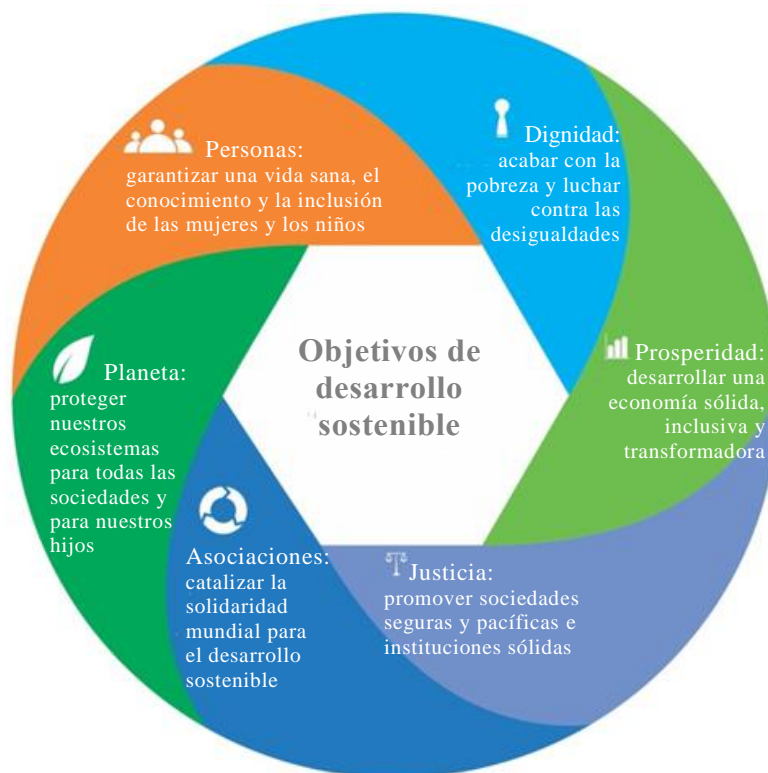 Objetivos de
desarrollo
sostenible
Dignidad:
acabar con la
pobreza y luchar
contra las
desigualdades
Prosperidad:
desarrollar una
economía sólida,
inclusiva y
transformadora
Justicia:
promover sociedades
seguras y pacíficas e
instituciones sólidas
Asociaciones:
catalizar la
solidaridad
mundial para
el desarrollo
sostenible
Planeta:
proteger
nuestros
ecosistemas
para todas las
sociedades y
para nuestros
hijos
Personas:
garantizar una vida sana, el
conocimiento y la inclusión
de las mujeres y los niños